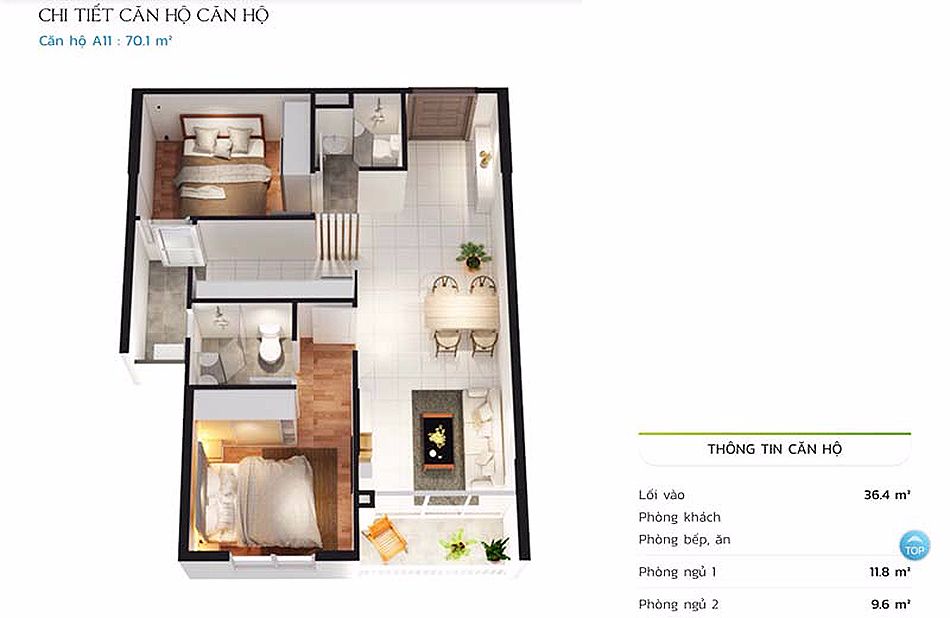 CHI TIẾT CĂN HỘ CĂN HỘ
Căn hộ A11 : 70.1 m²
THÔNG TIN CĂN HỘ
Lối vào 36.4 m²
Phòng khách
Phòng bếp, ăn
TOP
Phòng ngủ 1 11.8 m²
Phòng ngủ 2 9.6 m²